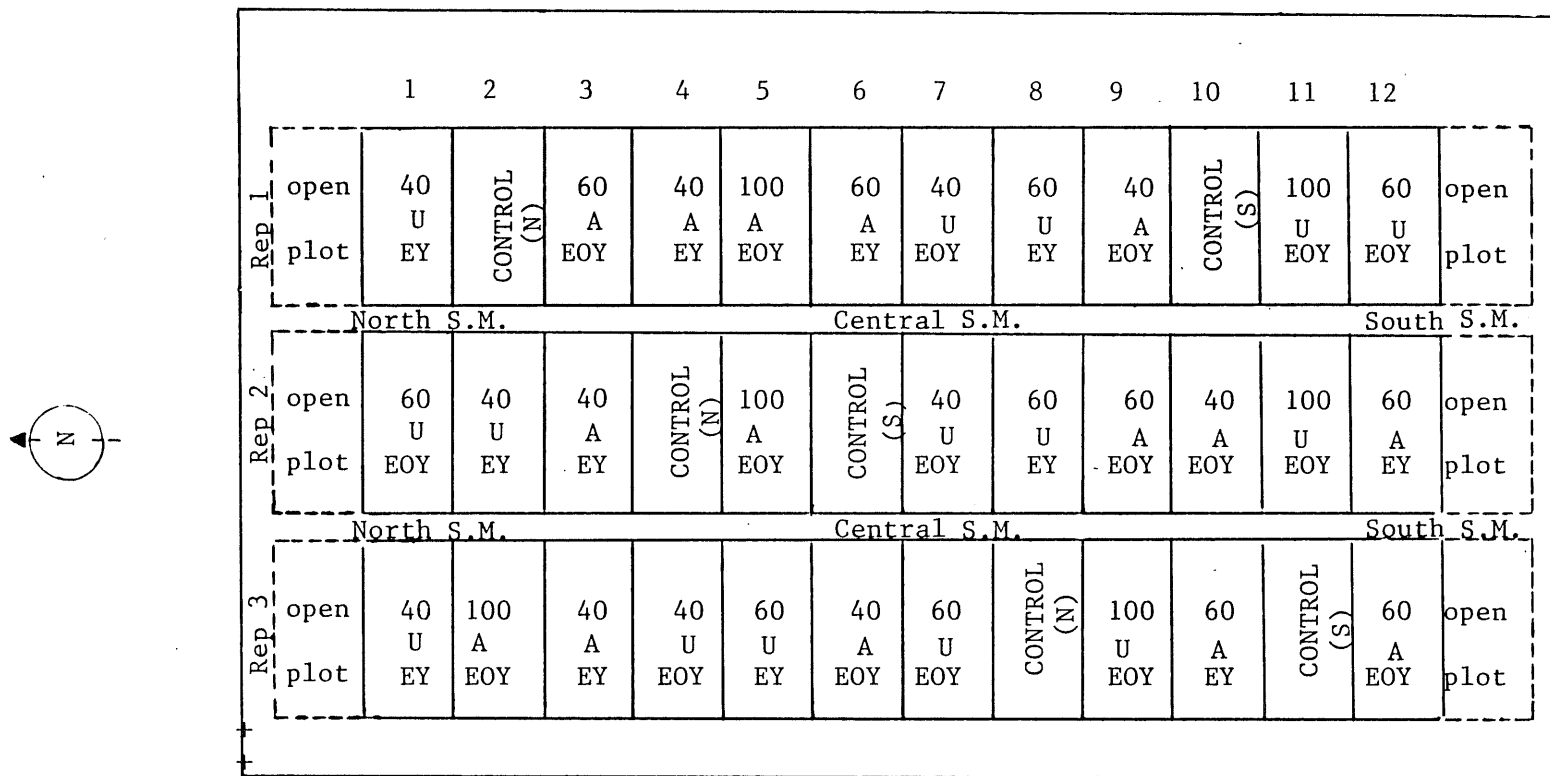 1 2 3 4 5 6 7 8 9 10 11 12
Rep 1
open 40 CONTROL 60 40 100 60 40 60 40 CONTROL 100 60 open
U (N) A A A A U U A (S) U U
plot EY EOY EY EOY EY EOY EY EOY EOY EOY plot
North S.M. Central S.M. South S.M.
Rep 2
open 60 40 40 CONTROL 100 CONTROL 40 60 60 40 100 60 open
U U A (N) A (S) U U A A U A
plot EOY EY EY EOY EOY EY EOY EOY EOY EY plot
North S.M. Central S.M. South S.M.
Rep 3
open 40 100 40 40 60 40 60 CONTROL 100 60 CONTROL 60 open
U A A U U A U (N) U A (S) A
plot EY EOY EY EOY EY EOY EOY EOY EY EOY plot
N